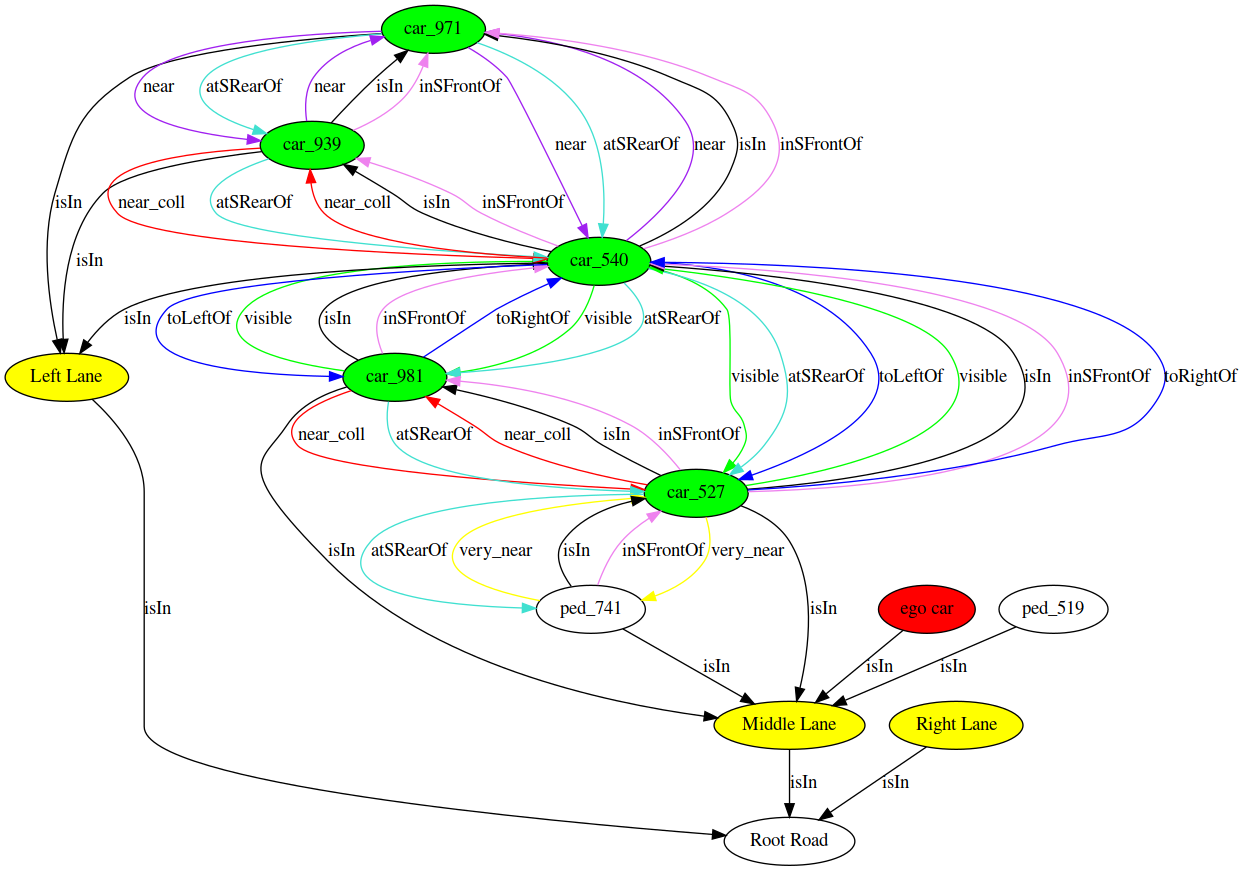 car_971
near atSRearOf near isIn inSFrontOf
car_939
near atSRearOf near isIn inSFrontOf
isIn near_coll atSRearOf near_coll isIn inSFrontOf
isIn car_540
isIn toLeftOf visible isIn inSFrontOf toRightOf visible atSRearOf
Left Lane car_981 visible atSRearOf toLeftOf visible isIn inSFrontOf toRightOf
near_coll atSRearOf near_coll isIn inSFrontOf
car_527
isIn atSRearOf very_near isIn inSFrontOf very_near
isIn ped_741 isIn ego car ped_519
isIn isIn isIn
Middle Lane Right Lane
isIn isIn
Root Road